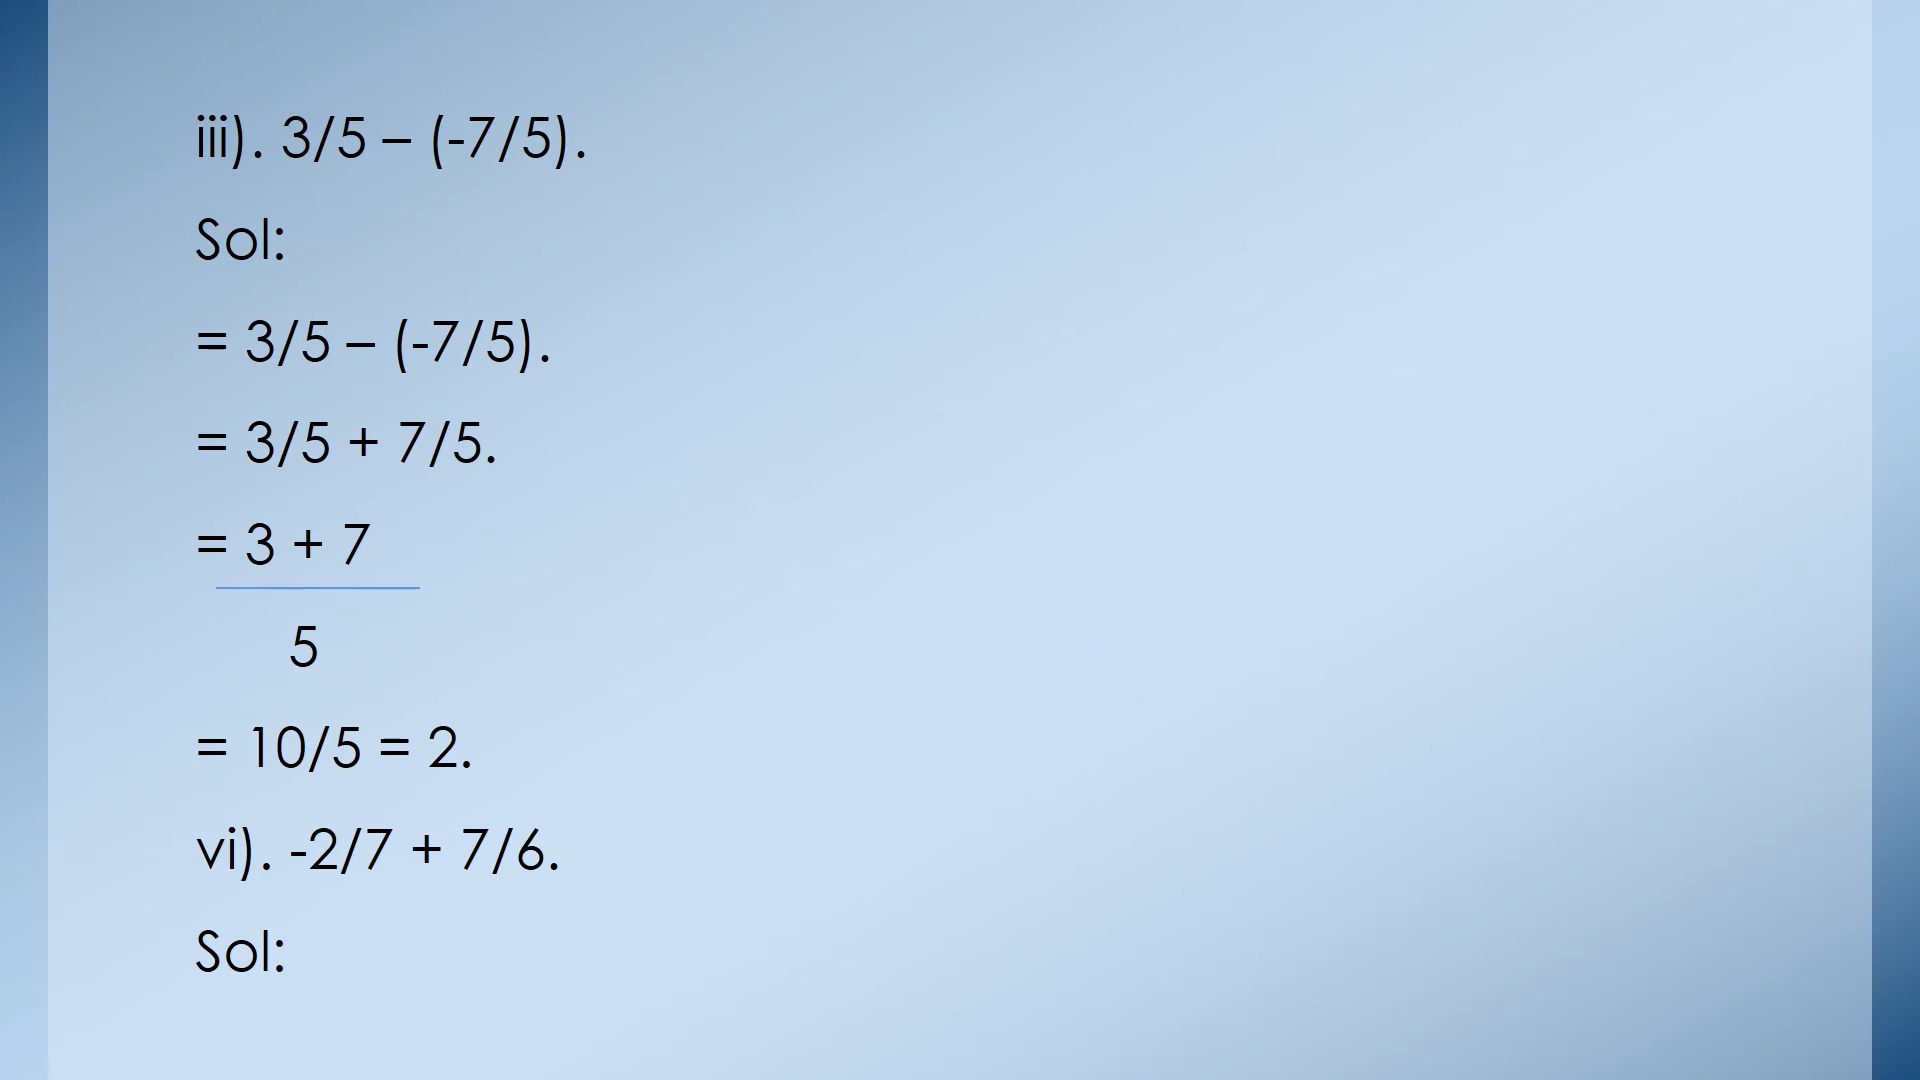 iii). 3/5 – (-7/5).
Sol:
= 3/5 – (-7/5).
= 3/5 + 7/5.
= 3 + 7
5
= 10/5 = 2.
vi). -2/7 + 7/6.
Sol: